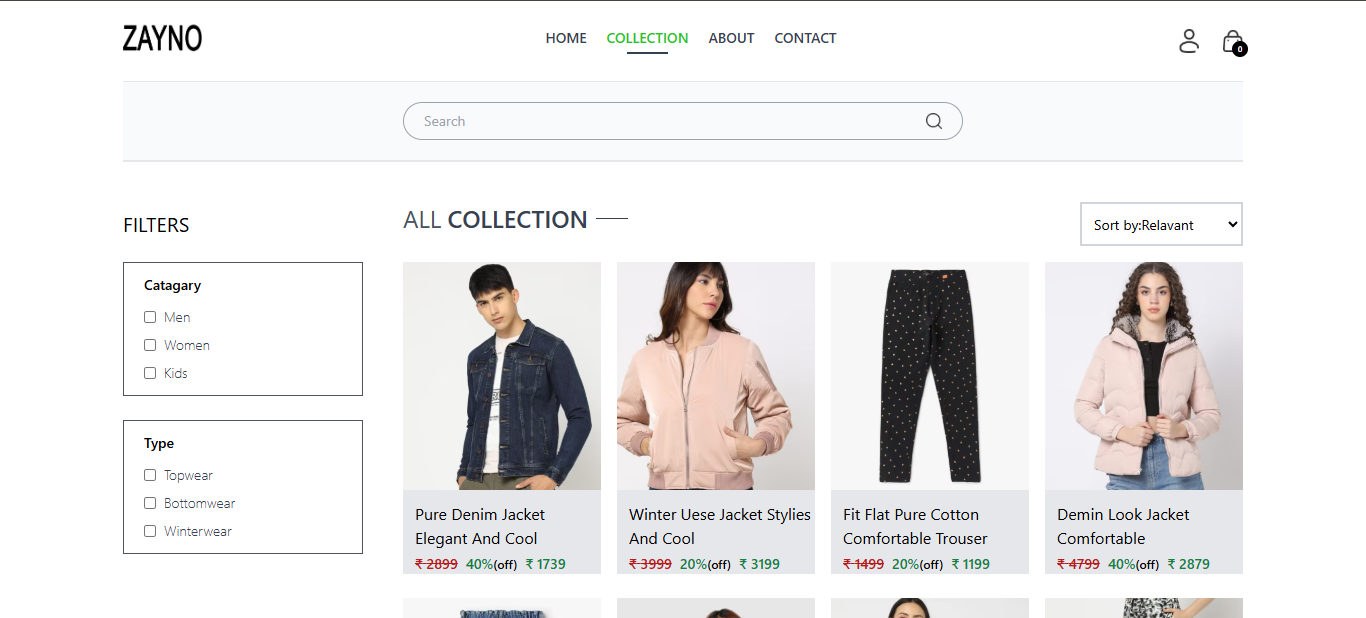 ZAYNO
HOME COLLECTION ABOUT CONTACT
0
Search
FILTERS
ALL COLLECTION
Sort by:Relavant
Catagary
Men
Women
Kids
Type
Topwear
Bottomwear
Winterwear
Pure Denim Jacket
Elegant And Cool
₹ 2899 40%(off) ₹ 1739
Winter Uese Jacket Stylies
And Cool
₹ 3999 20%(off) ₹ 3199
Fit Flat Pure Cotton
Comfortable Trouser
₹ 1499 20%(off) ₹ 1199
Demin Look Jacket
Comfortable
₹ 4799 40%(off) ₹ 2879